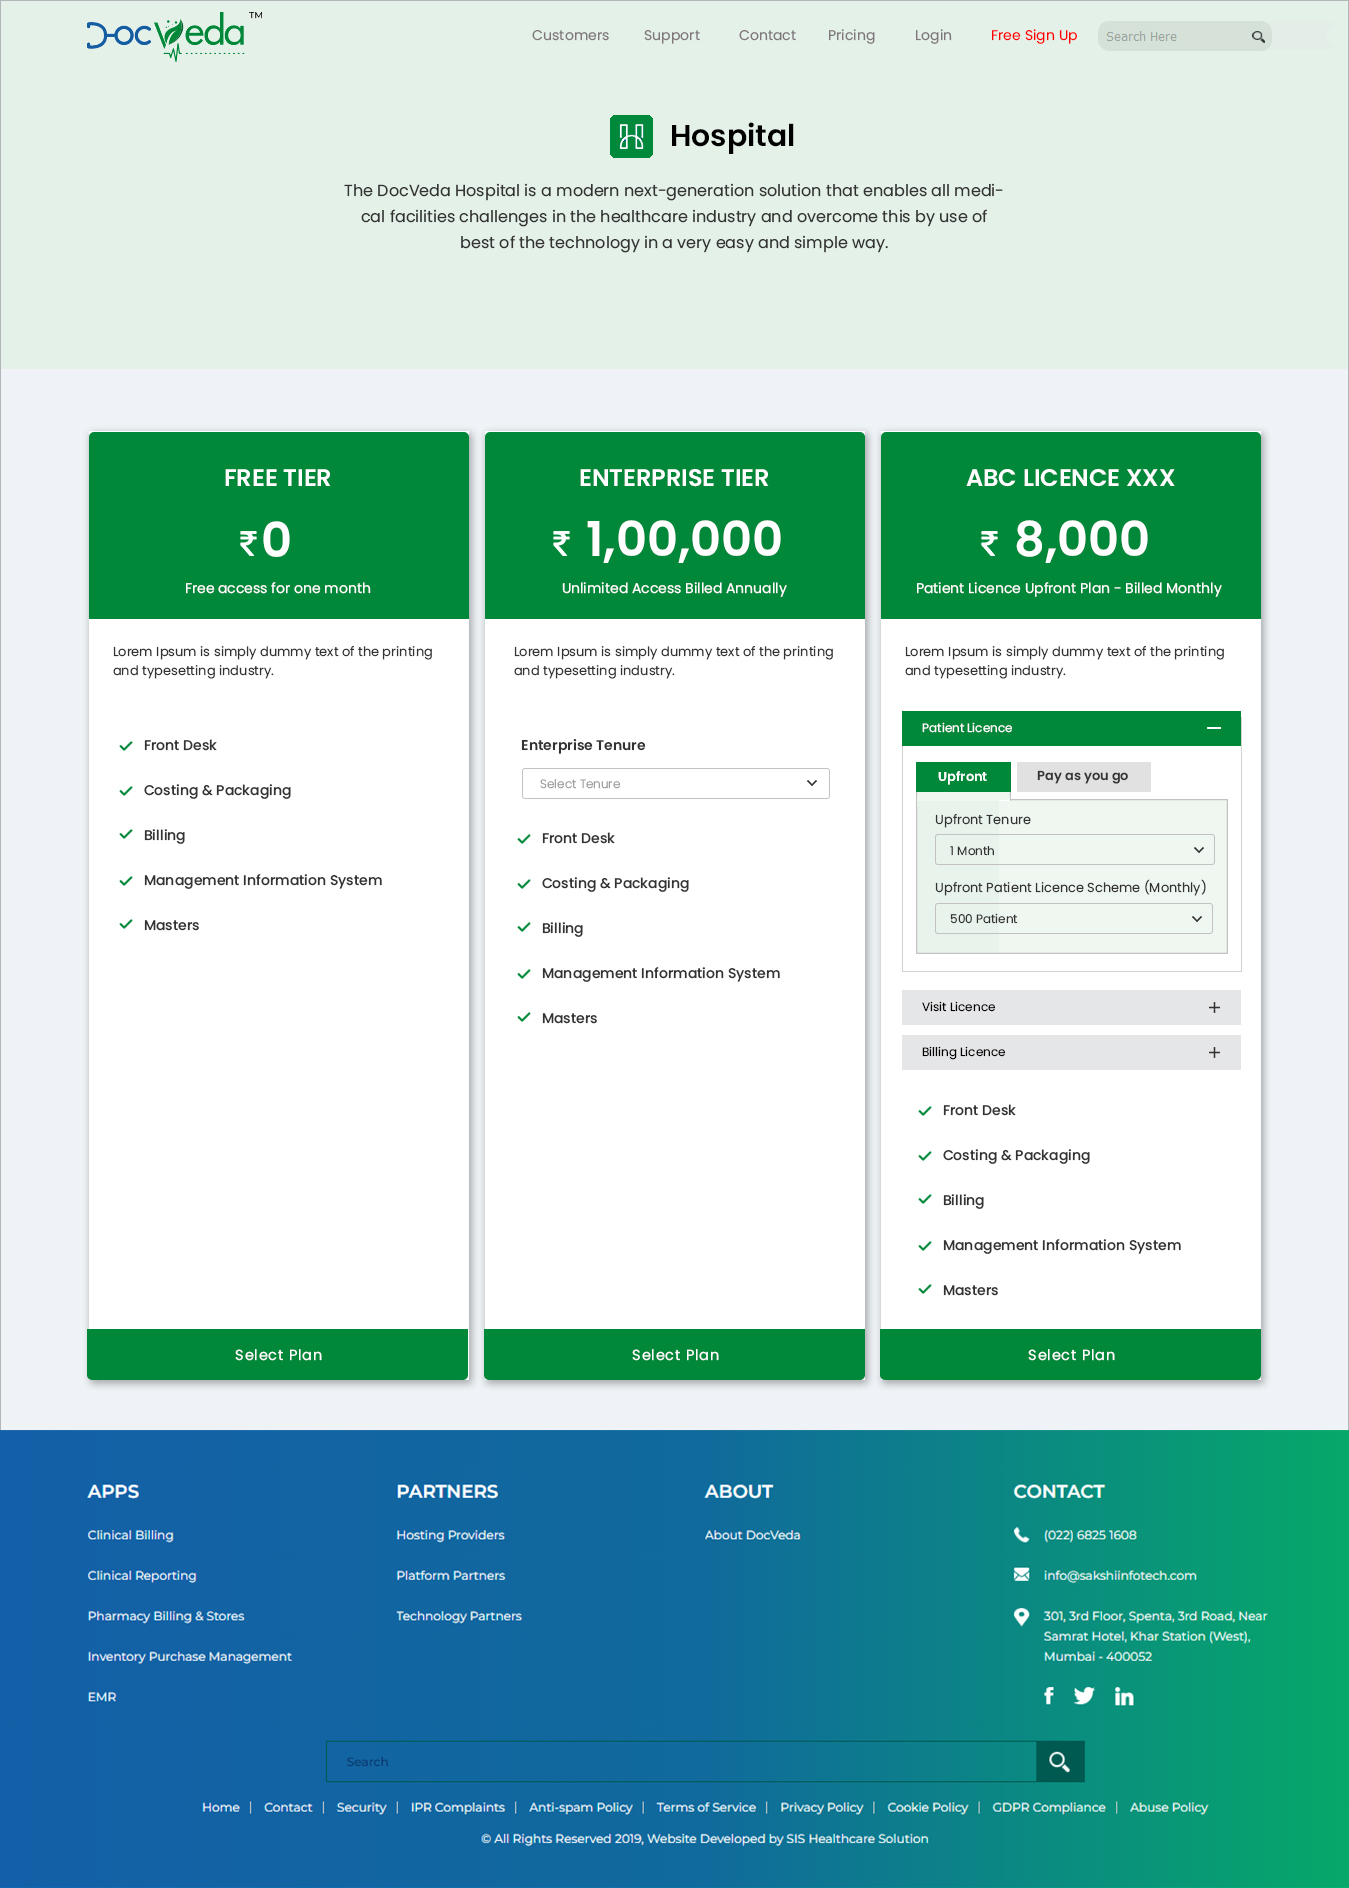 DocVeda™
Customers Support Contact Pricing Login Free Sign Up Search Here
Hospital
The DocVeda Hospital is a modern next-generation solution that enables all medi-
cal facilities challenges in the healthcare industry and overcome this by use of
best of the technology in a very easy and simple way.
FREE TIER
₹0
Free access for one month
Lorem Ipsum is simply dummy text of the printing
and typesetting industry.
Front Desk
Costing & Packaging
Billing
Management Information System
Masters
Select Plan
ENTERPRISE TIER
₹ 1,00,000
Unlimited Access Billed Annually
Lorem Ipsum is simply dummy text of the printing
and typesetting industry.
Enterprise Tenure
Select Tenure
Front Desk
Costing & Packaging
Billing
Management Information System
Masters
Select Plan
ABC LICENCE XXX
₹ 8,000
Patient Licence Upfront Plan - Billed Monthly
Lorem Ipsum is simply dummy text of the printing
and typesetting industry.
Patient Licence
Upfront Pay as you go
Upfront Tenure
1 Month
Upfront Patient Licence Scheme (Monthly)
500 Patient
Visit Licence
Billing Licence
Front Desk
Costing & Packaging
Billing
Management Information System
Masters
Select Plan
APPS
Clinical Billing
Clinical Reporting
Pharmacy Billing & Stores
Inventory Purchase Management
EMR
PARTNERS
Hosting Providers
Platform Partners
Technology Partners
ABOUT
About DocVeda
CONTACT
(022) 6825 1608
info@sakshiinfotech.com
301, 3rd Floor, Spenta, 3rd Road, Near
Samrat Hotel, Khar Station (West),
Mumbai - 400052
Search
Home | Contact | Security | IPR Complaints | Anti-spam Policy | Terms of Service | Privacy Policy | Cookie Policy | GDPR Compliance | Abuse Policy
© All Rights Reserved 2019, Website Developed by SIS Healthcare Solution